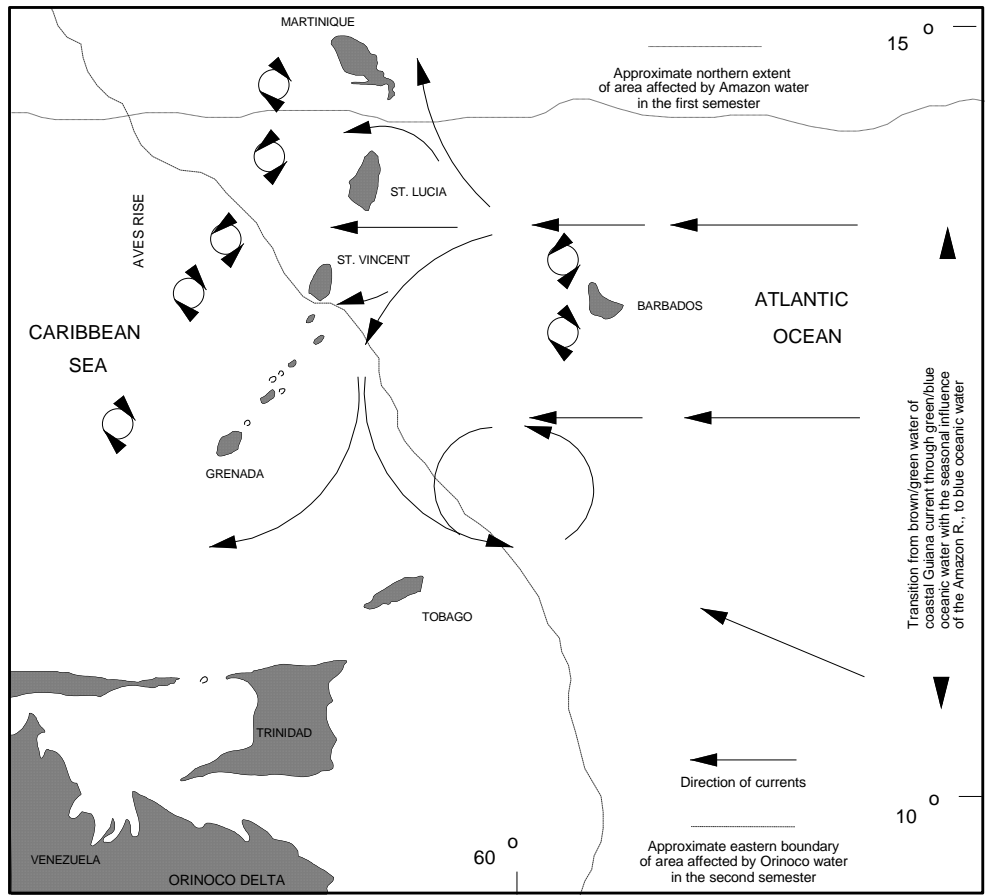 MARTINIQUE
15 o
Approximate northern extent
of area affected by Amazon water
in the first semester
ST. LUCIA
AVES RISE
ST. VINCENT
BARBADOS
ATLANTIC
OCEAN
CARIBBEAN
SEA
GRENADA
Transition from brown/green water of
coastal Guiana current through green/blue
oceanic water with the seasonal influence
of the Amazon R., to blue oceanic water
TOBAGO
TRINIDAD
Direction of currents
10 o
Approximate eastern boundary
of area affected by Orinoco water
in the second semester
60 o
VENEZUELA
ORINOCO DELTA